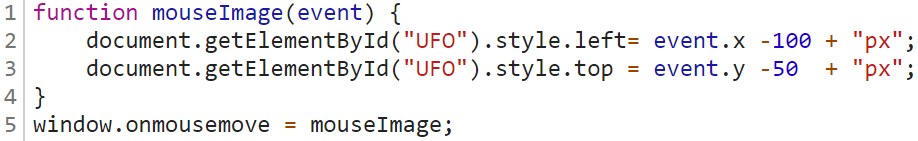 1 function mouseImage(event) {
2     document.getElementById("UFO").style.left= event.x -100 + "px";
3     document.getElementById("UFO").style.top = event.y -50  + "px";
4 }
5 window.onmousemove = mouseImage;